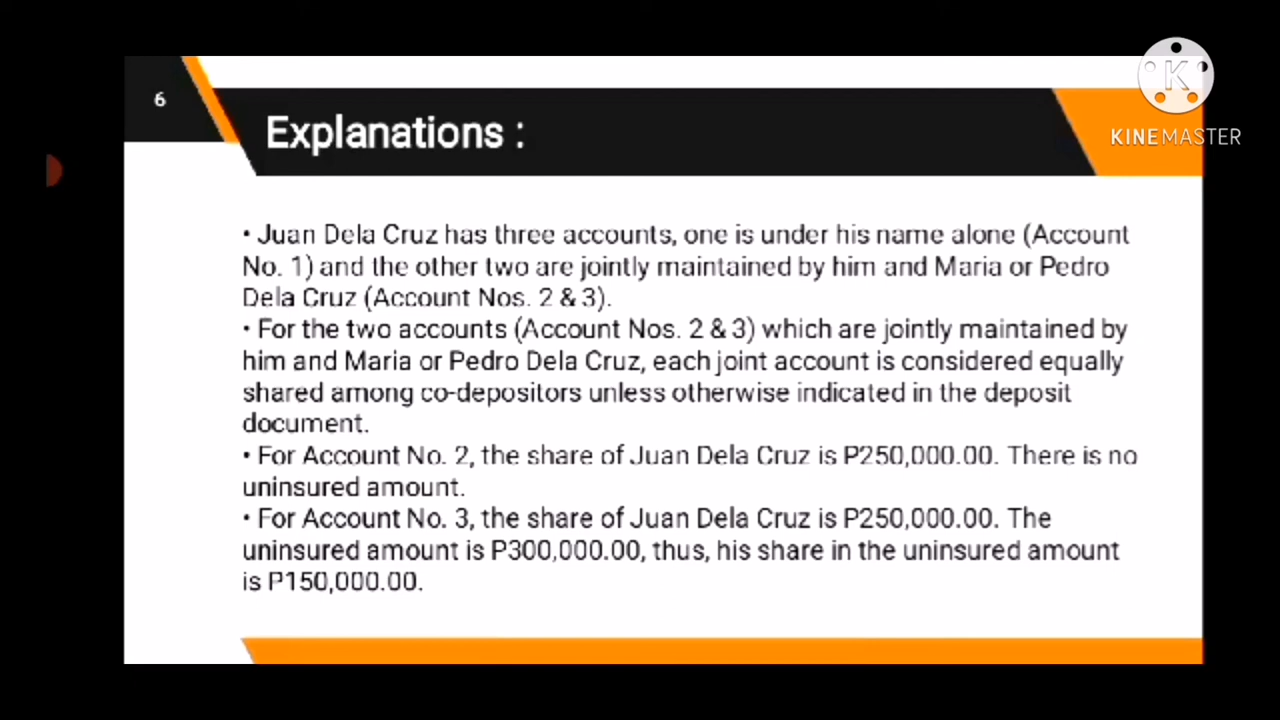 6
Explanations :
K
KINEMASTER
• Juan Dela Cruz has three accounts, one is under his name alone (Account
No. 1) and the other two are jointly maintained by him and Maria or Pedro
Dela Cruz (Account Nos. 2 & 3).
• For the two accounts (Account Nos. 2 & 3) which are jointly maintained by
him and Maria or Pedro Dela Cruz, each joint account is considered equally
shared among co-depositors unless otherwise indicated in the deposit
document.
• For Account No. 2, the share of Juan Dela Cruz is P250,000.00. There is no
uninsured amount.
• For Account No. 3, the share of Juan Dela Cruz is P250,000.00. The
uninsured amount is P300,000.00, thus, his share in the uninsured amount
is P150,000.00.